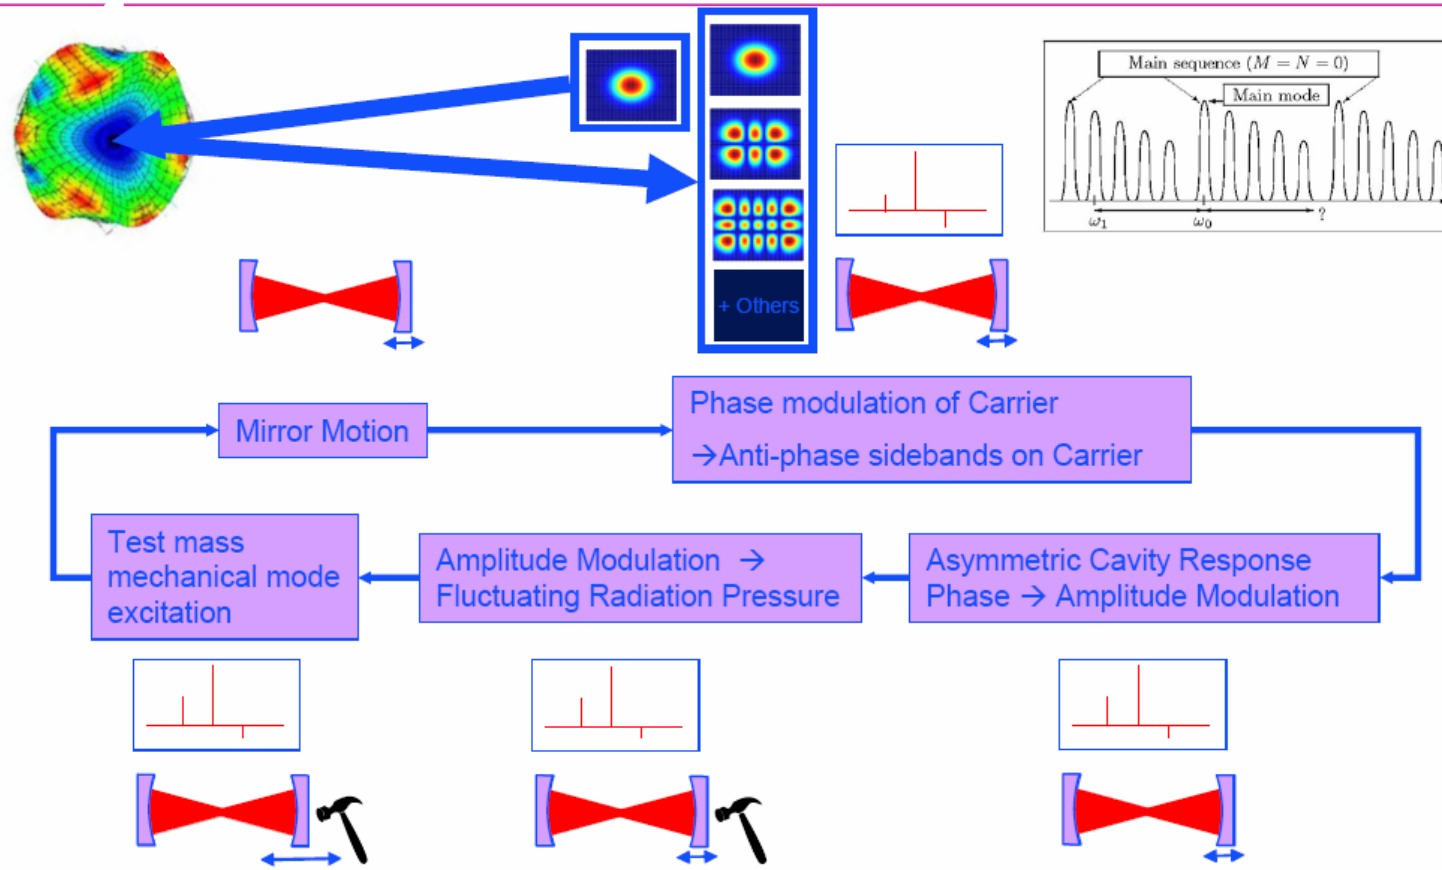 Main sequence (M = N = 0)
Main mode
ω₁
ω₀
?
+ Others
Mirror Motion
Phase modulation of Carrier
→Anti-phase sidebands on Carrier
Test mass
mechanical mode
excitation
Amplitude Modulation →
Fluctuating Radiation Pressure
Asymmetric Cavity Response
Phase → Amplitude Modulation